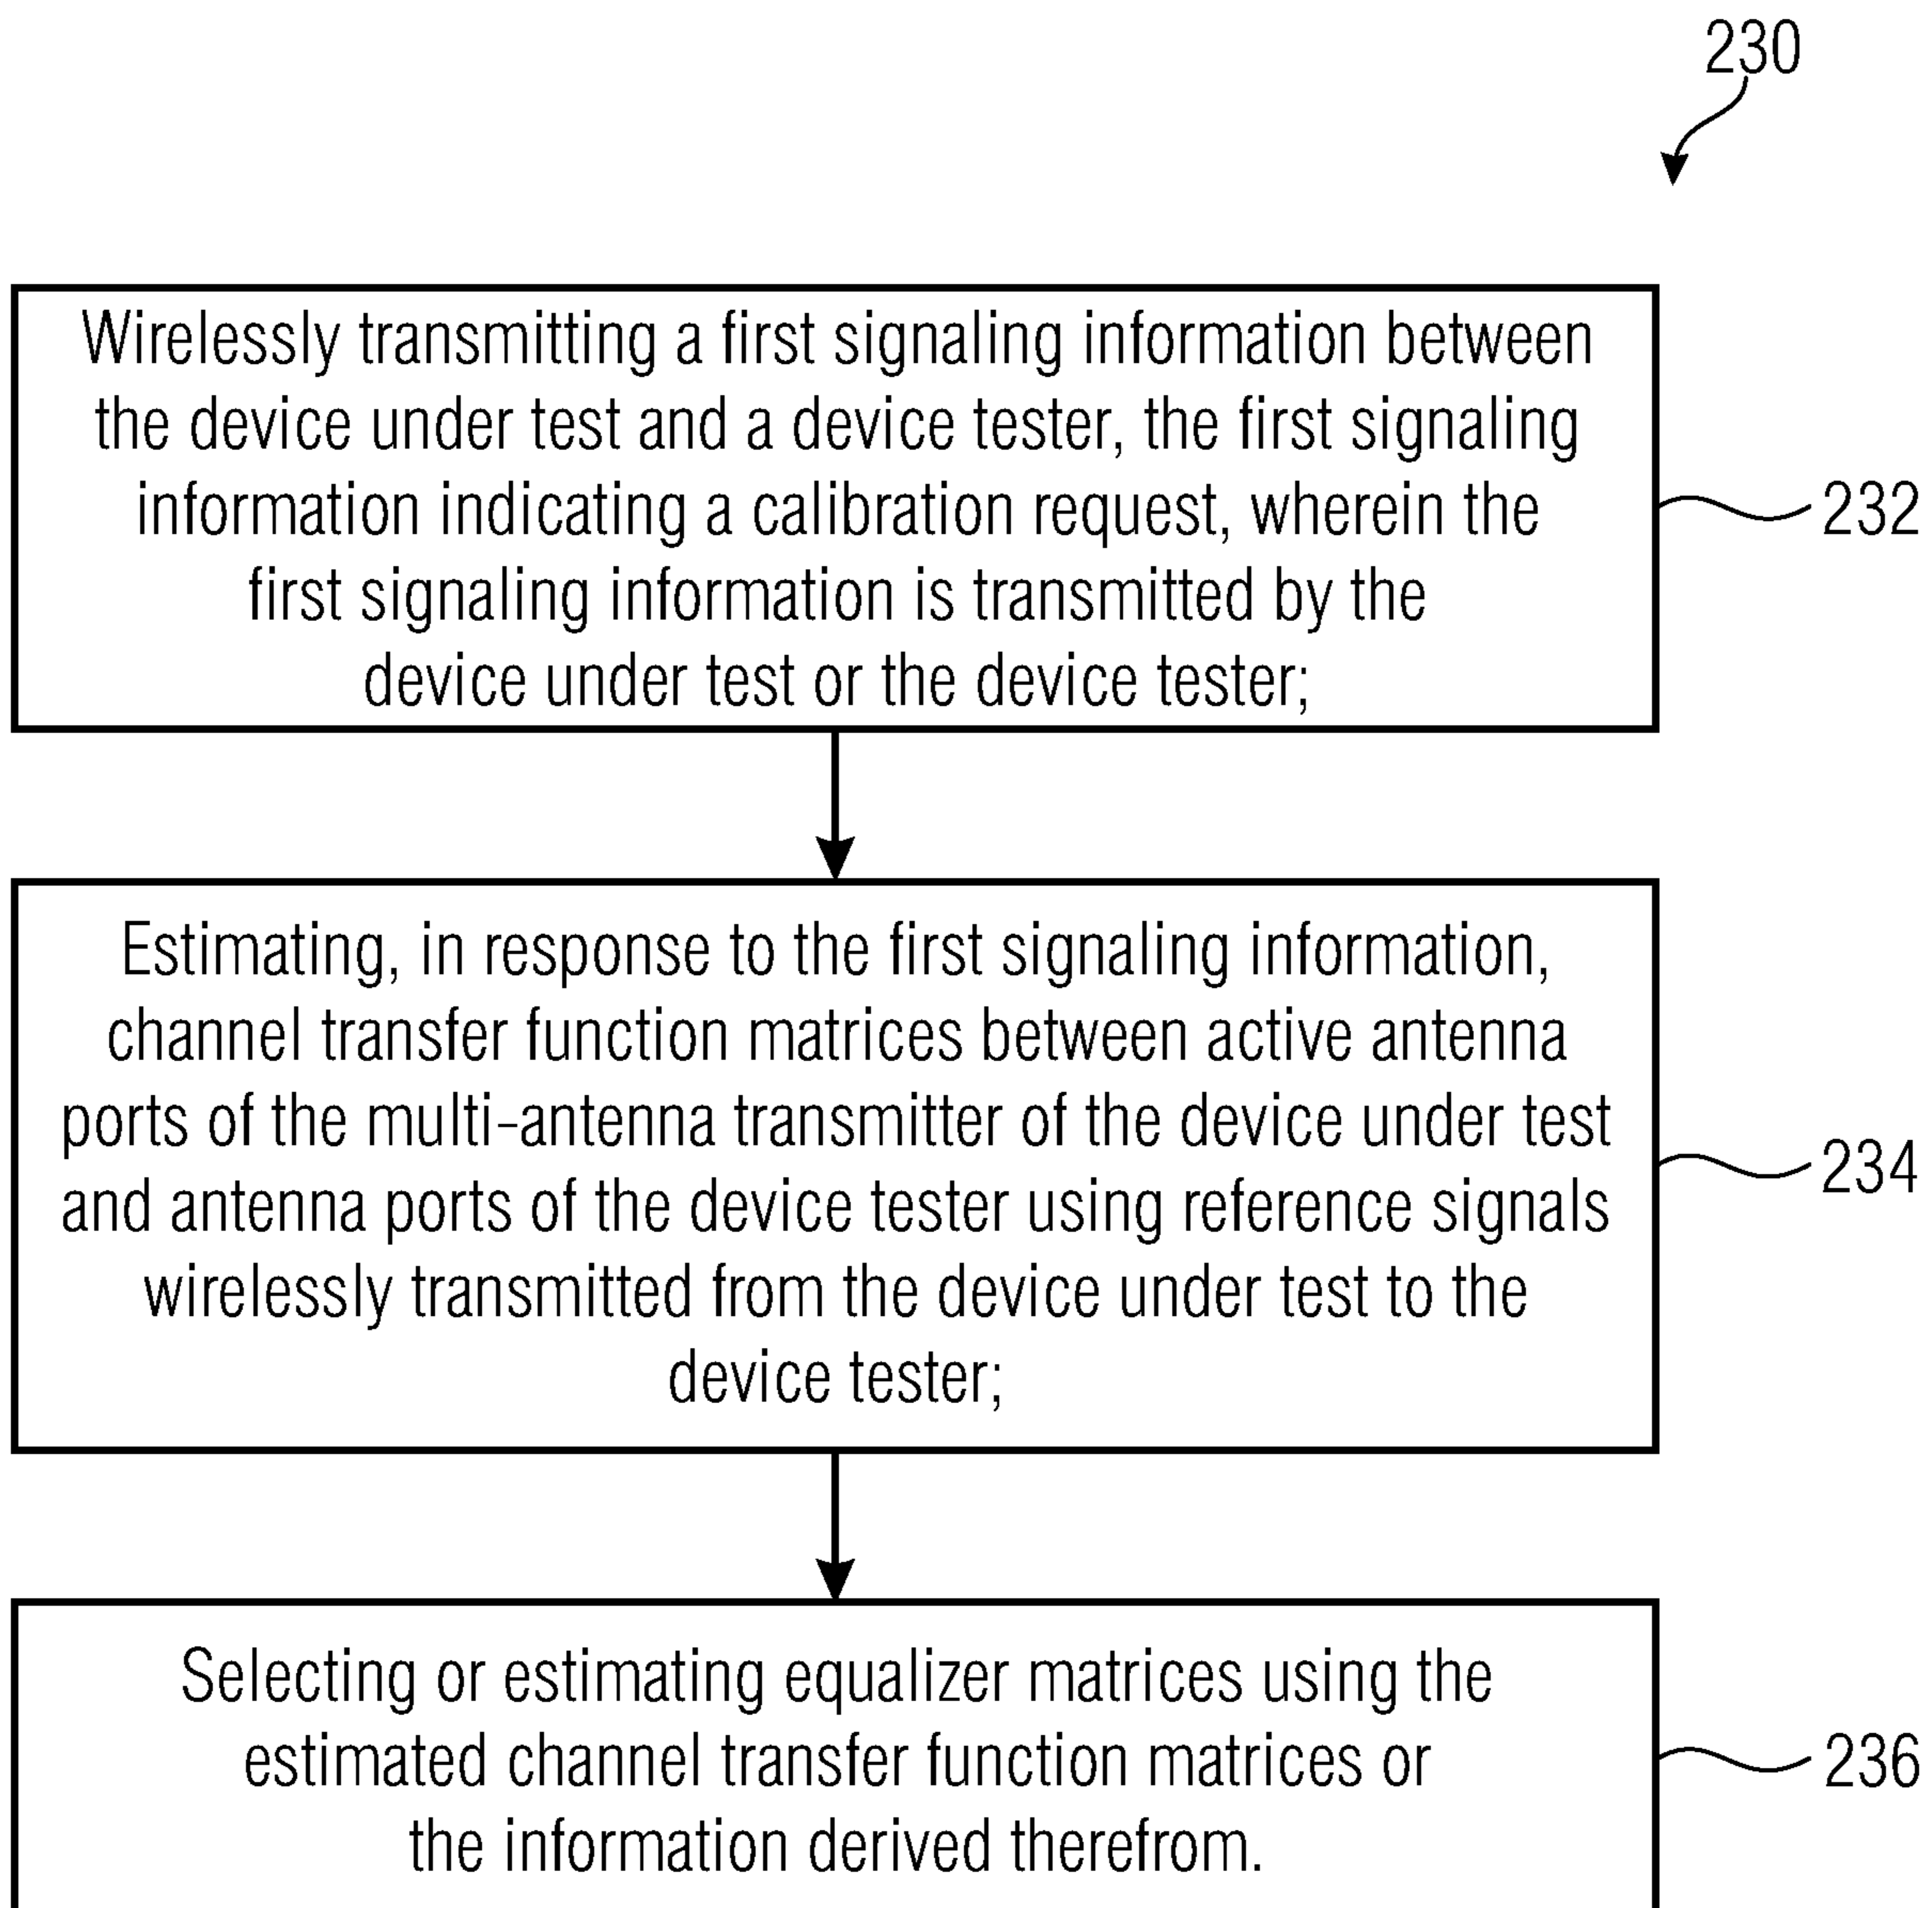 230
Wirelessly transmitting a first signaling information between
the device under test and a device tester, the first signaling
information indicating a calibration request, wherein the
first signaling information is transmitted by the
device under test or the device tester;
232
Estimating, in response to the first signaling information,
channel transfer function matrices between active antenna
ports of the multi-antenna transmitter of the device under test
and antenna ports of the device tester using reference signals
wirelessly transmitted from the device under test to the
device tester;
234
Selecting or estimating equalizer matrices using the
estimated channel transfer function matrices or
the information derived therefrom.
236